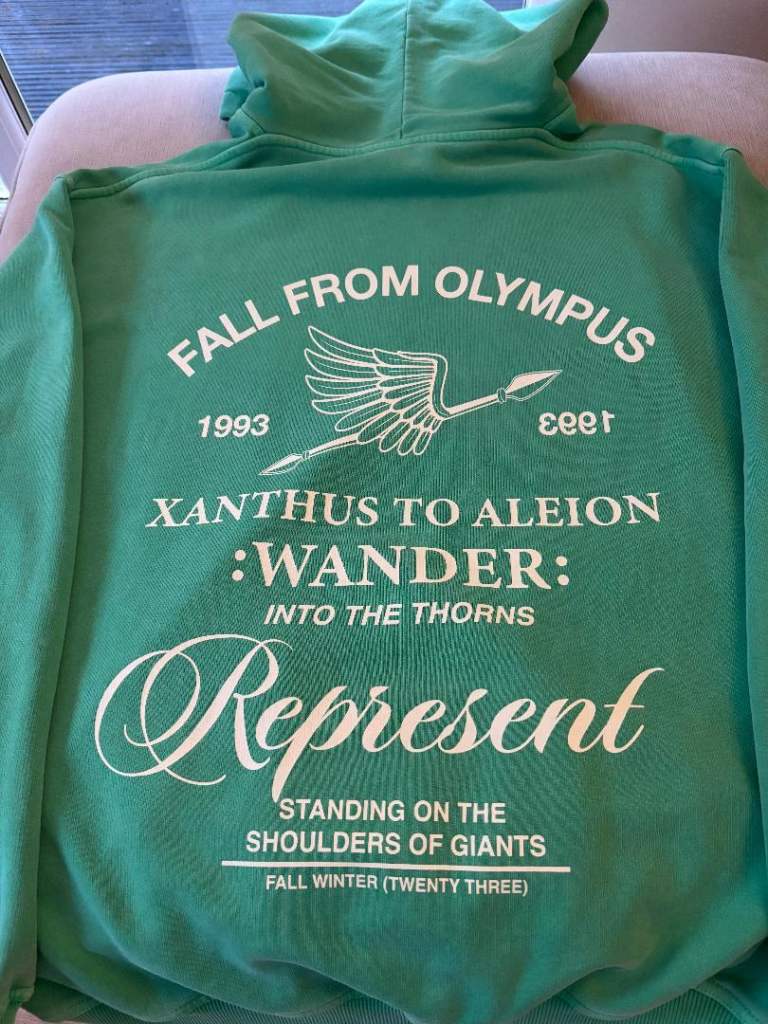 FALL FROM OLYMPUS
1993 1993
XANTHUS TO ALEION
:WANDER:
INTO THE THORNS
Represent
STANDING ON THE
SHOULDERS OF GIANTS
FALL WINTER (TWENTY THREE)